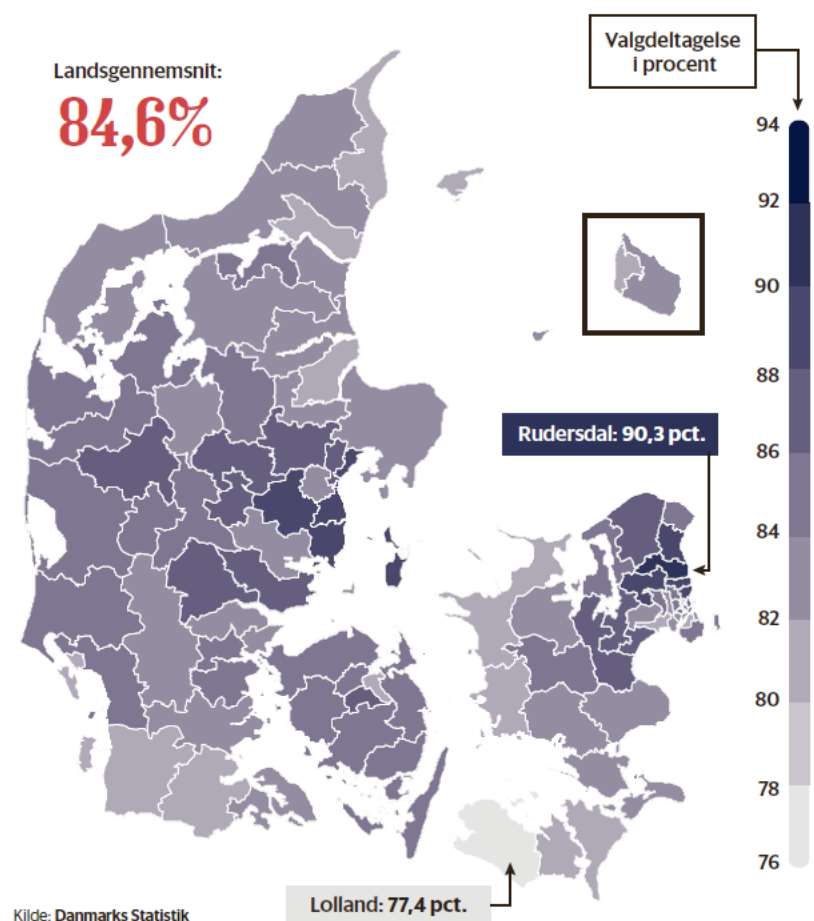 Valgdeltagelse
i procent
Landsgennemsnit:
84,6%
94
92
90
88
86
84
82
80
78
76
Rudersdal: 90,3 pct.
Lolland: 77,4 pct.
Kilde: Danmarks Statistik